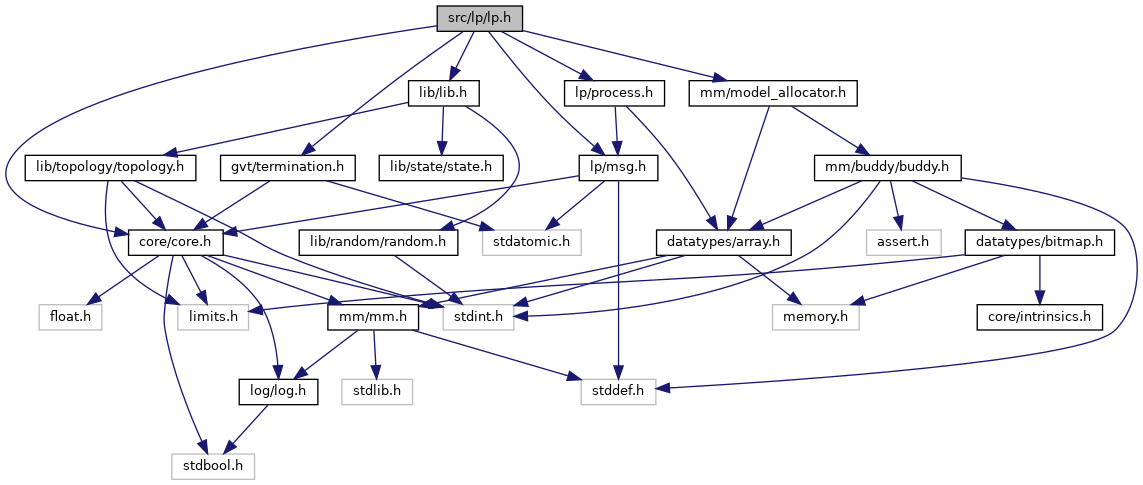 src/lp/lp.h
lib/lib.h
lp/process.h
mm/model_allocator.h
lib/topology/topology.h
gvt/termination.h
lib/state/state.h
lp/msg.h
mm/buddy/buddy.h
core/core.h
lib/random/random.h
stdatomic.h
datatypes/array.h
assert.h
datatypes/bitmap.h
float.h
limits.h
mm/mm.h
stdint.h
memory.h
core/intrinsics.h
log/log.h
stdlib.h
stddef.h
stdbool.h